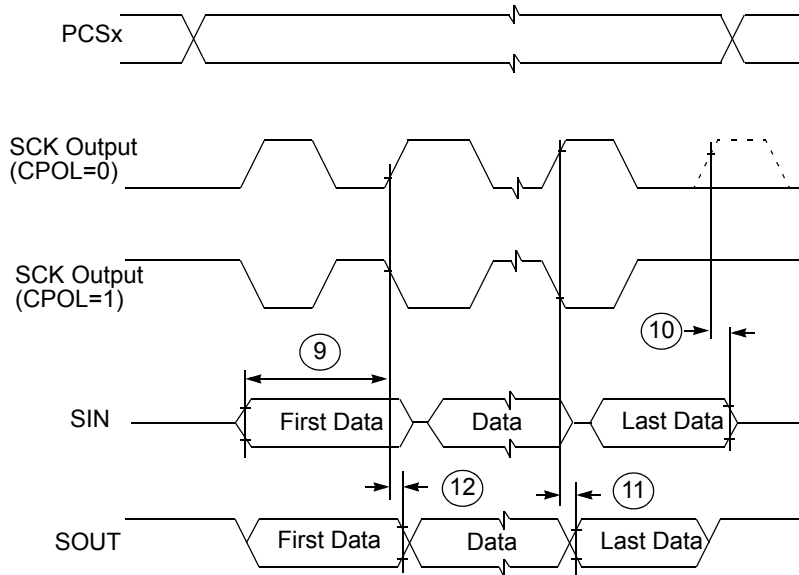 PCSx
SCK Output
(CPOL=0)
SCK Output
(CPOL=1)
10
9
SIN
First Data
Data
Last Data
12
11
SOUT
First Data
Data
Last Data